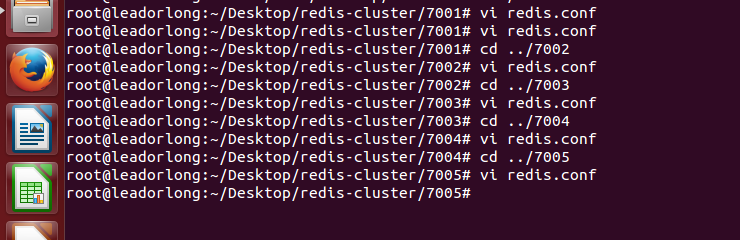 root@leadorlong:~/Desktop/redis-cluster/7001# vi redis.conf
root@leadorlong:~/Desktop/redis-cluster/7001# vi redis.conf
root@leadorlong:~/Desktop/redis-cluster/7001# cd ../7002
root@leadorlong:~/Desktop/redis-cluster/7002# vi redis.conf
root@leadorlong:~/Desktop/redis-cluster/7002# cd ../7003
root@leadorlong:~/Desktop/redis-cluster/7003# vi redis.conf
root@leadorlong:~/Desktop/redis-cluster/7003# cd ../7004
root@leadorlong:~/Desktop/redis-cluster/7004# vi redis.conf
root@leadorlong:~/Desktop/redis-cluster/7004# cd ../7005
root@leadorlong:~/Desktop/redis-cluster/7005# vi redis.conf
root@leadorlong:~/Desktop/redis-cluster/7005#